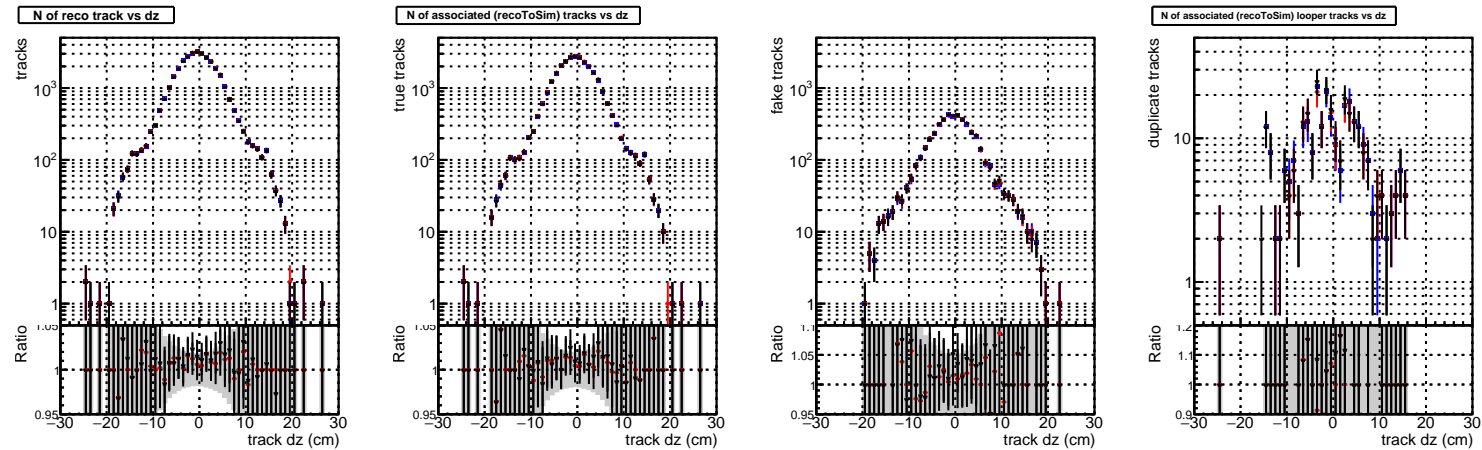 N of reco track vs dz
tracks
10³
10²
10
1
Ratio
1.05
1
0.95
−30 −20 −10 0 10 20 30
track dz (cm)
N of associated (recoToSim) tracks vs dz
true tracks
10³
10²
10
1
Ratio
1.05
1
0.95
−30 −20 −10 0 10 20 30
track dz (cm)
fake tracks
10³
10²
10
1
Ratio
1.1
1.05
1
0.95
−30 −20 −10 0 10 20 30
track dz (cm)
N of associated (recoToSim) looper tracks vs dz
duplicate tracks
10
1
Ratio
1.2
1.1
1
0.9
−30 −20 −10 0 10 20 30
track dz (cm)